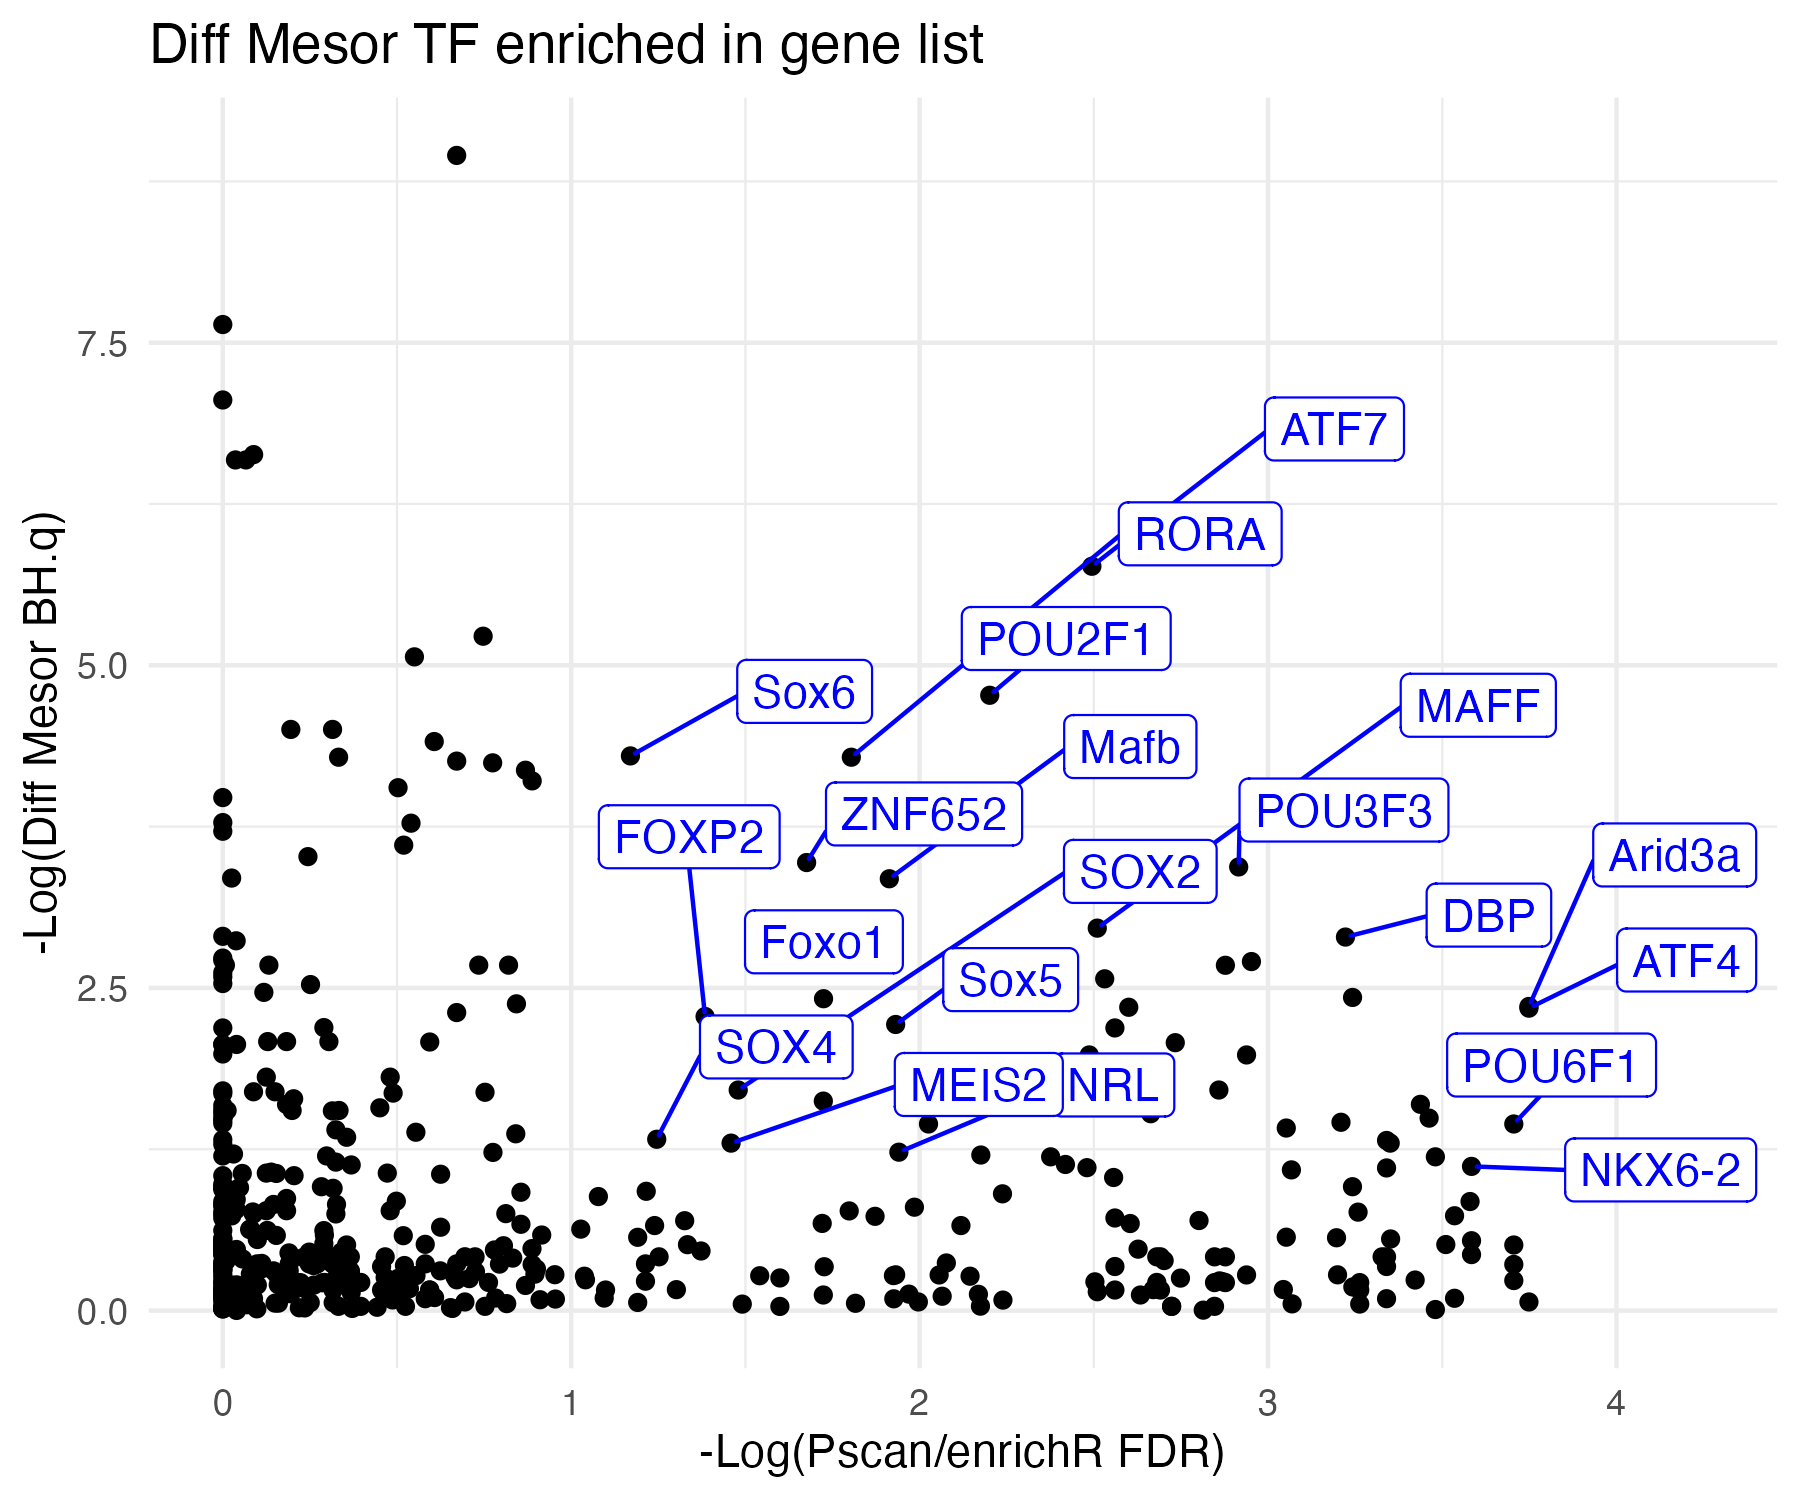 Diff Mesor TF enriched in gene list
-Log(Diff Mesor BH.q)
7.5
5.0
2.5
0.0
ATF7
RORA
POU2F1
Sox6
MAFF
Mafb
ZNF652
POU3F3
FOXP2
Arid3a
SOX2
DBP
Foxo1
ATF4
Sox5
SOX4
POU6F1
MEIS2
NRL
NKX6-2
0
1
2
3
4
-Log(Pscan/enrichR FDR)